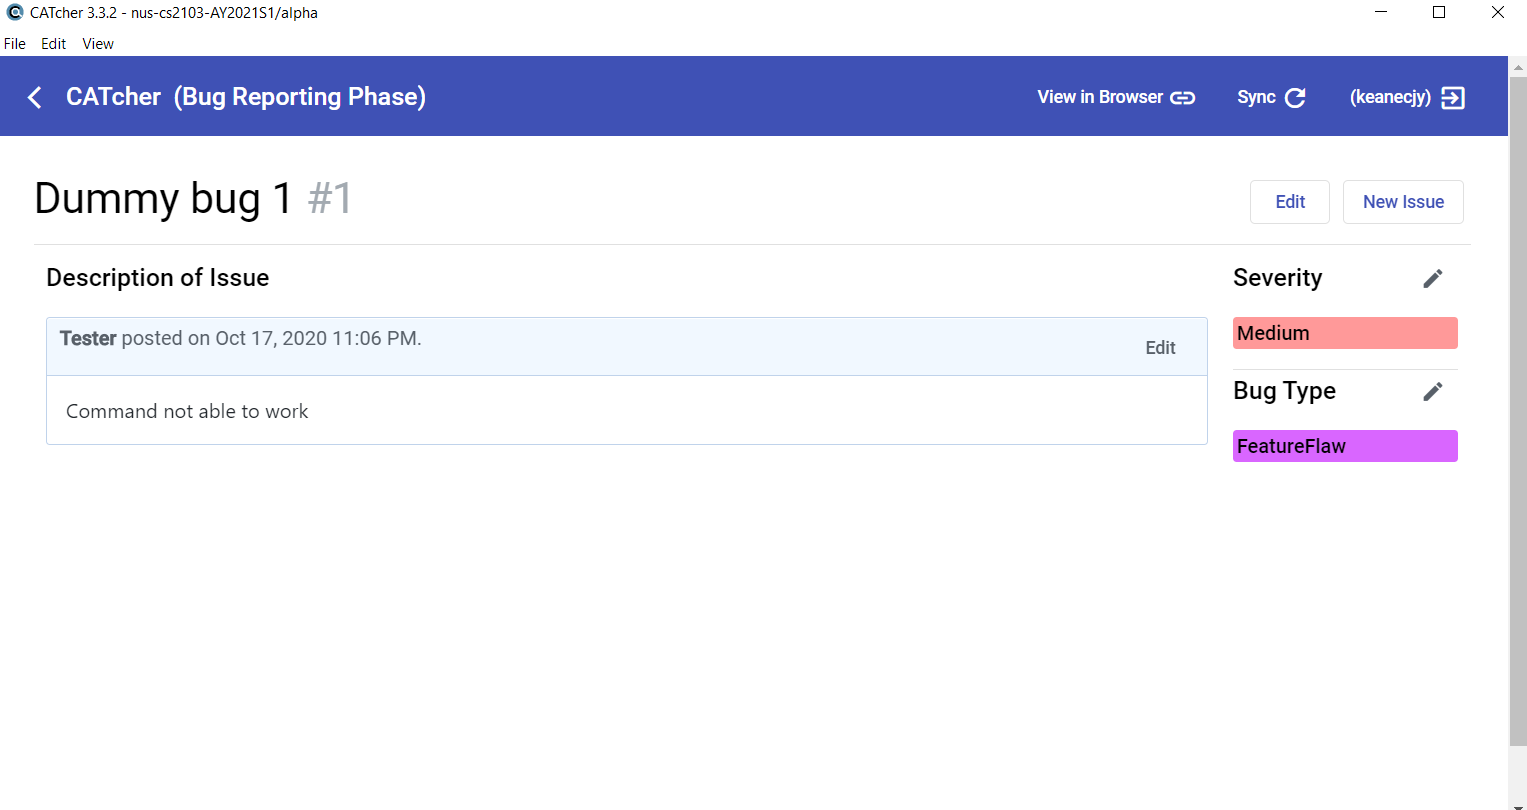 CATcher 3.3.2 - nus-cs2103-AY2021S1/alpha
File Edit View
CATcher (Bug Reporting Phase) View in Browser Sync (keanecjy)
Dummy bug 1 #1
Edit New Issue
Description of Issue
Tester posted on Oct 17, 2020 11:06 PM.
Edit
Command not able to work
Severity
Medium
Bug Type
FeatureFlaw